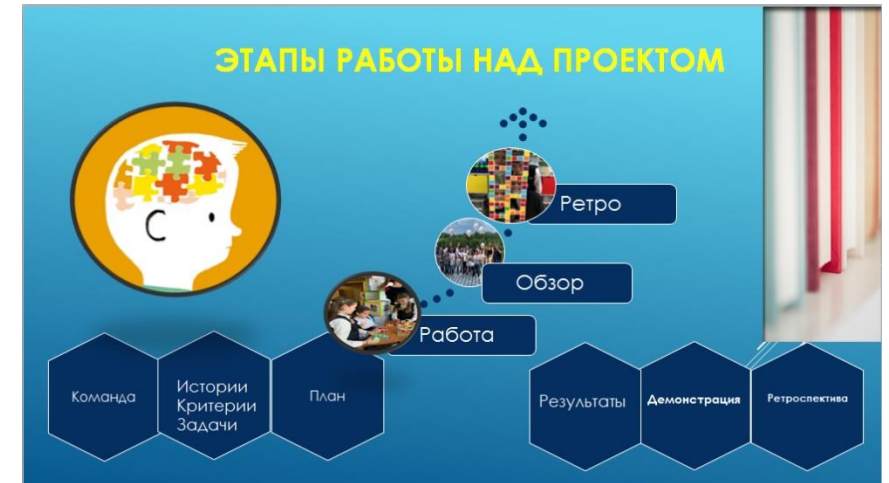 ЭТАПЫ РАБОТЫ НАД ПРОЕКТОМ
Ретро
Обзор
Работа
Команда
Истории
Критерии
Задачи
План
Результаты
Демонстрация
Ретроспектива